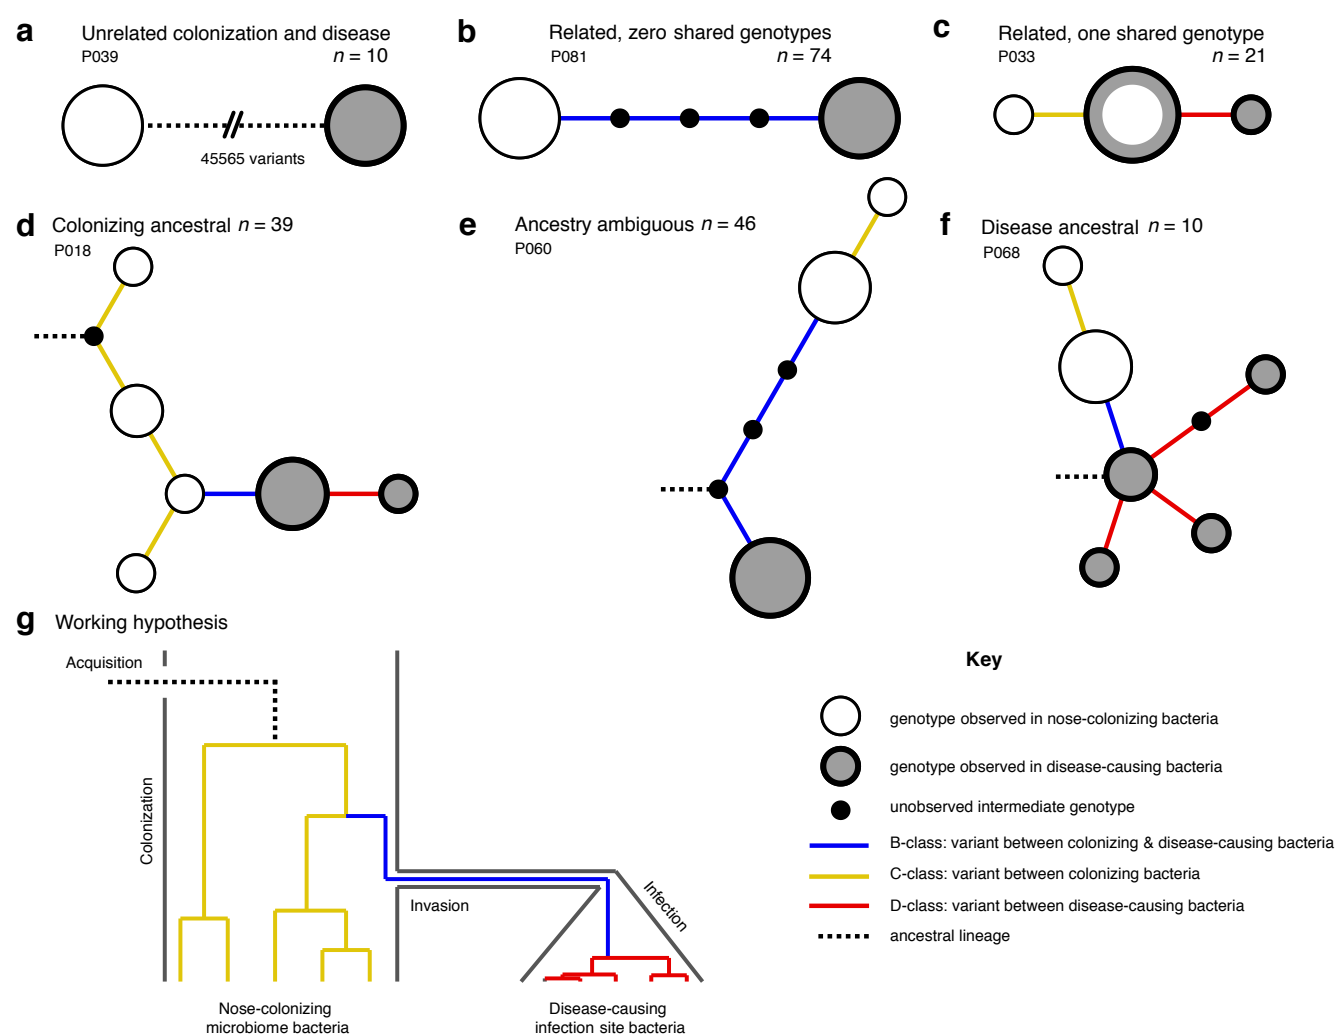 a Unrelated colonization and disease
P039 n = 10
45565 variants
b Related, zero shared genotypes
P081 n = 74
c Related, one shared genotype
P033 n = 21
d Colonizing ancestral n = 39
P018
e Ancestry ambiguous n = 46
P060
f Disease ancestral n = 10
P068
g Working hypothesis
Acquisition
Colonization
Invasion
Infection
Nose-colonizing
microbiome bacteria
Disease-causing
infection site bacteria
Key
genotype observed in nose-colonizing bacteria
genotype observed in disease-causing bacteria
unobserved intermediate genotype
B-class: variant between colonizing & disease-causing bacteria
C-class: variant between colonizing bacteria
D-class: variant between disease-causing bacteria
ancestral lineage